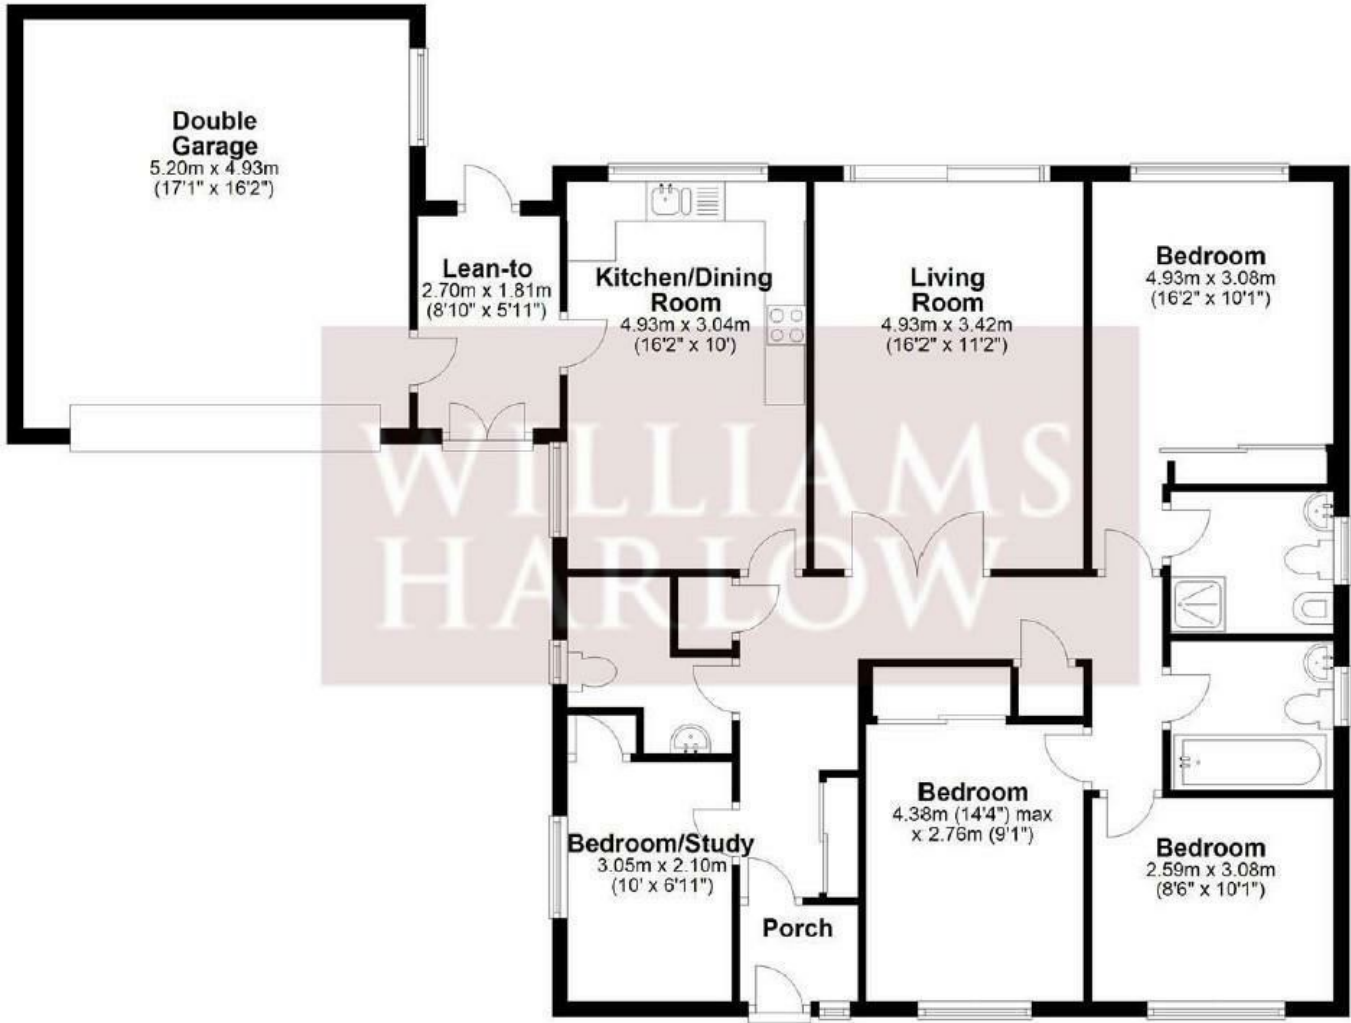 Double
Garage
5.20m x 4.93m
(17'1" x 16'2")
Lean-to
2.70m x 1.81m
(8'10" x 5'11")
Kitchen/Dining
Room
4.93m x 3.04m
(16'2" x 10')
Living
Room
4.93m x 3.42m
(16'2" x 11'2")
Bedroom
4.93m x 3.08m
(16'2" x 10'1")
WILLIAMS
HARLOW
Bedroom/Study
3.05m x 2.10m
(10' x 6'11")
Porch
Bedroom
4.38m (14'4") max
x 2.76m (9'1")
Bedroom
2.59m x 3.08m
(8'6" x 10'1")